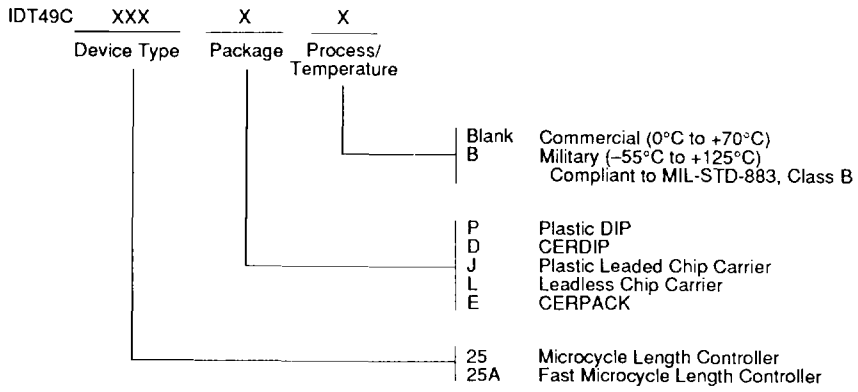 IDT49C XXX X X
Device Type Package Process/
Temperature
Blank Commercial (0°C to +70°C)
B Military (–55°C to +125°C)
Compliant to MIL-STD-883, Class B
P Plastic DIP
D CERDIP
J Plastic Leaded Chip Carrier
L Leadless Chip Carrier
E CERPACK
25 Microcycle Length Controller
25A Fast Microcycle Length Controller